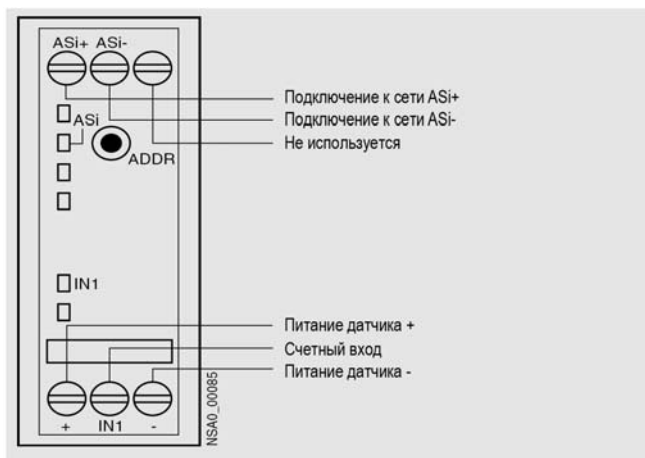 ASi+ ASi-
Подключение к сети ASi+
Подключение к сети ASi-
Не используется
ASi
ADDR
IN1
Питание датчика +
Счетный вход
Питание датчика -
+ IN1 -
NSA0_00085